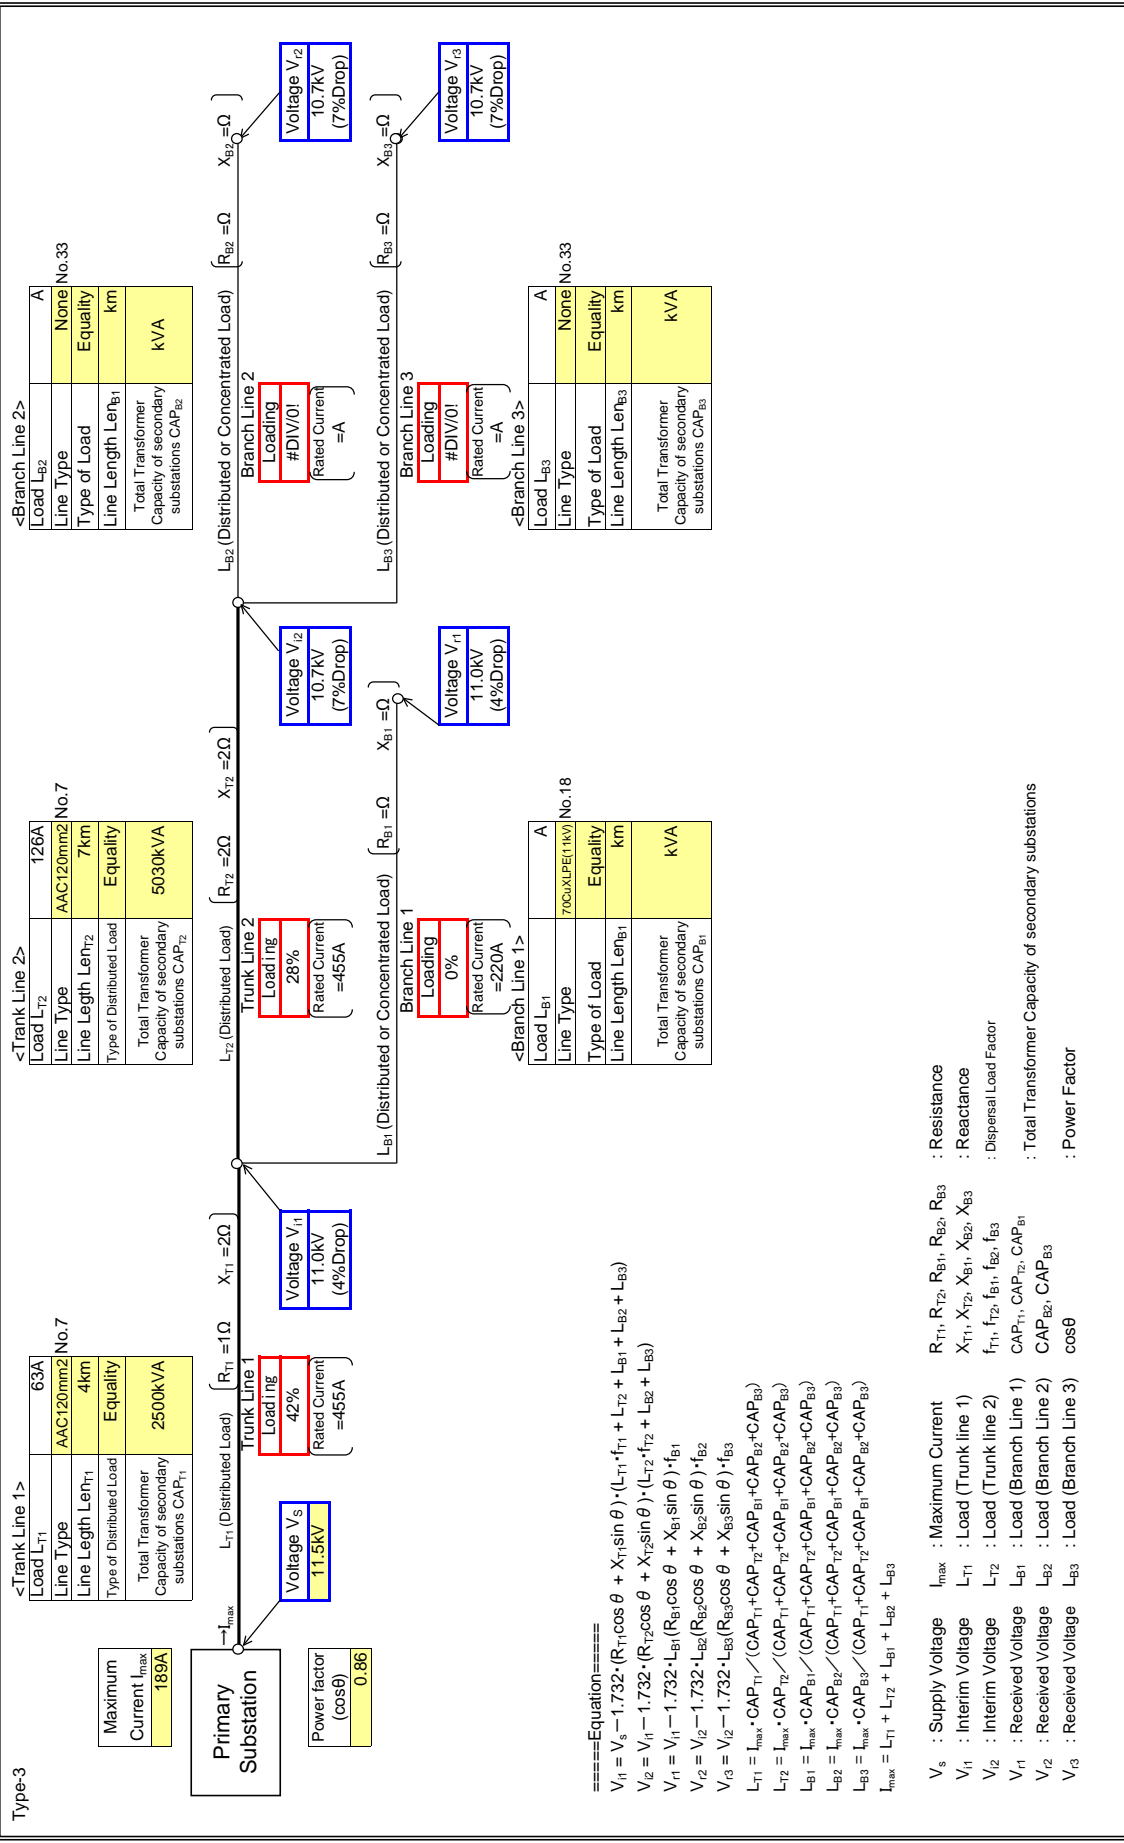 Type-3
Maximum
Current Imax
189A
Primary
Substation
Power factor
(cosθ)
0.86
→Imax
Voltage VS
11.5kV
<Trank Line 1>
Load LT1 63A
Line Type AAC120mm2 No.7
Line Legth LenT1 4km
Type of Distributed Load Equality
Total Transformer
Capacity of secondary
substations CAPT1
2500kVA
LT1 (Distributed Load)
RT1 =1Ω XT1 =2Ω
Trunk Line 1
Loading
42%
Rated Current
=455A
Voltage Vi1
11.0kV
(4%Drop)
<Trank Line 2>
Load LT2 126A
Line Type AAC120mm2 No.7
Line Legth LenT2 7km
Type of Distributed Load Equality
Total Transformer
Capacity of secondary
substations CAPT2
5030kVA
LT2 (Distributed Load)
RT2 =2Ω XT2 =2Ω
Trunk Line 2
Loading
28%
Rated Current
=455A
Voltage Vi2
10.7kV
(7%Drop)
LB1 (Distributed or Concentrated Load)
RB1 =Ω XB1 =Ω
Branch Line 1
Loading
0%
Rated Current
=220A
Voltage Vr1
11.0kV
(4%Drop)
<Branch Line 1>
Load LB1 A
Line Type 70CuXLPE(11kV) No.18
Type of Load Equality
Line Length LenB1 km
Total Transformer
Capacity of secondary
substations CAPB1
kVA
<Branch Line 2>
Load LB2 A
Line Type None No.33
Type of Load Equality
Line Length LenB1 km
Total Transformer
Capacity of secondary
substations CAPB2
kVA
LB2 (Distributed or Concentrated Load)
RB2 =Ω XB2 =Ω
Branch Line 2
Loading
#DIV/0!
Rated Current
=A
Voltage Vr2
10.7kV
(7%Drop)
LB3 (Distributed or Concentrated Load)
RB3 =Ω XB3 =Ω
Branch Line 3
Loading
#DIV/0!
Rated Current
=A
Voltage Vr3
10.7kV
(7%Drop)
<Branch Line 3>
Load LB3 A
Line Type None No.33
Type of Load Equality
Line Length LenB3 km
Total Transformer
Capacity of secondary
substations CAPB3
kVA
=====Equation=====
Vi1 = Vs－1.732・(RT1cos θ + XT1sin θ)・(LT1・fT1 + LT2 + LB1 + LB2 + LB3)
Vi2 = Vi1－1.732・(RT2cos θ + XT2sin θ)・(LT2・fT2 + LB2 + LB3)
Vr1 = Vi1－1.732・LB1(RB1cos θ + XB1sin θ)・fB1
Vr2 = Vi2－1.732・LB2(RB2cos θ + XB2sin θ)・fB2
Vr3 = Vi2－1.732・LB3(RB3cos θ + XB3sin θ)・fB3
LT1 = Imax・CAPT1／(CAPT1+CAPT2+CAPB1+CAPB2+CAPB3)
LT2 = Imax・CAPT2／(CAPT1+CAPT2+CAPB1+CAPB2+CAPB3)
LB1 = Imax・CAPB1／(CAPT1+CAPT2+CAPB1+CAPB2+CAPB3)
LB2 = Imax・CAPB2／(CAPT1+CAPT2+CAPB1+CAPB2+CAPB3)
LB3 = Imax・CAPB3／(CAPT1+CAPT2+CAPB1+CAPB2+CAPB3)
Imax = LT1 + LT2 + LB1 + LB2 + LB3
Vs : Supply Voltage Imax : Maximum Current RT1, RT2, RB1, RB2, RB3 : Resistance
Vi1 : Interim Voltage LT1 : Load (Trunk line 1) XT1, XT2, XB1, XB2, XB3 : Reactance
Vi2 : Interim Voltage LT2 : Load (Trunk line 2) fT1, fT2, fB1, fB2, fB3 : Dispersal Load Factor
Vr1 : Received Voltage LB1 : Load (Branch Line 1) CAPT1, CAPT2, CAPB1 : Total Transformer Capacity of secondary substations
Vr2 : Received Voltage LB2 : Load (Branch Line 2) CAPB2, CAPB3
Vr3 : Received Voltage LB3 : Load (Branch Line 3) cosθ : Power Factor